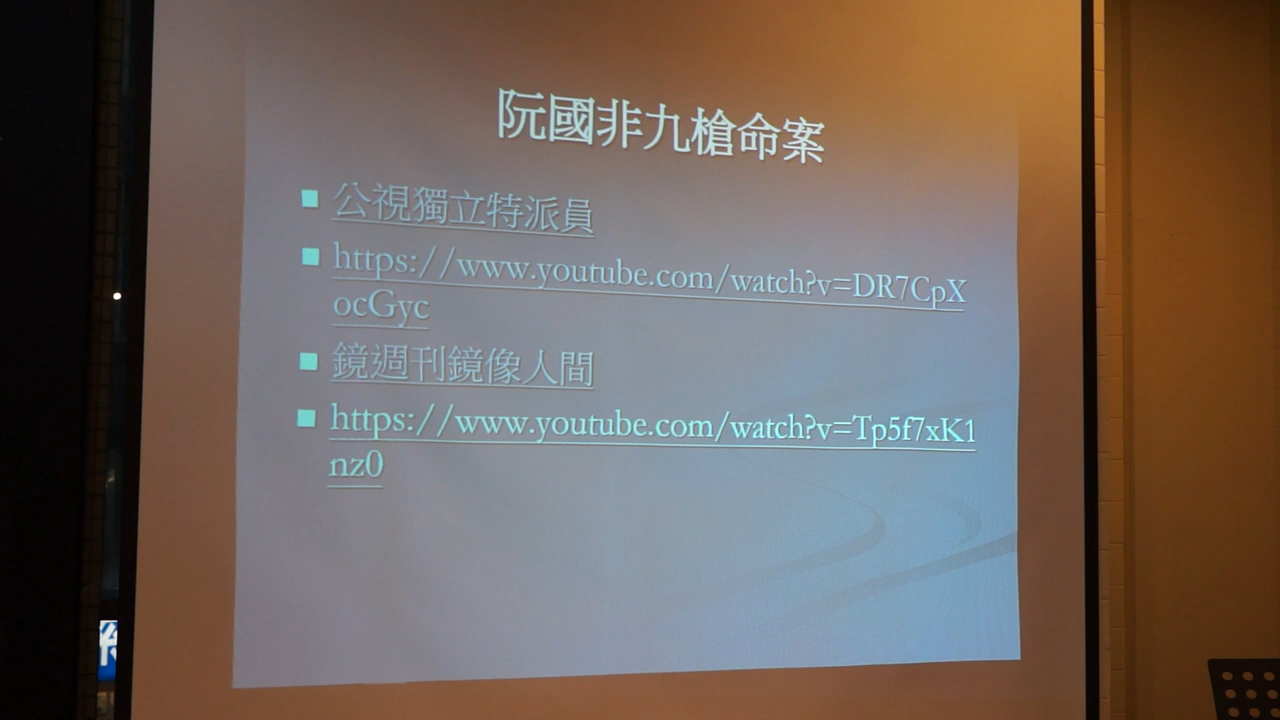 阮國非九槍命案
公視獨立特派員
https://www.youtube.com/watch?v=DR7CpX
ocGyc
鏡週刊鏡像人間
https://www.youtube.com/watch?v=Tp5f7xK1
nz0